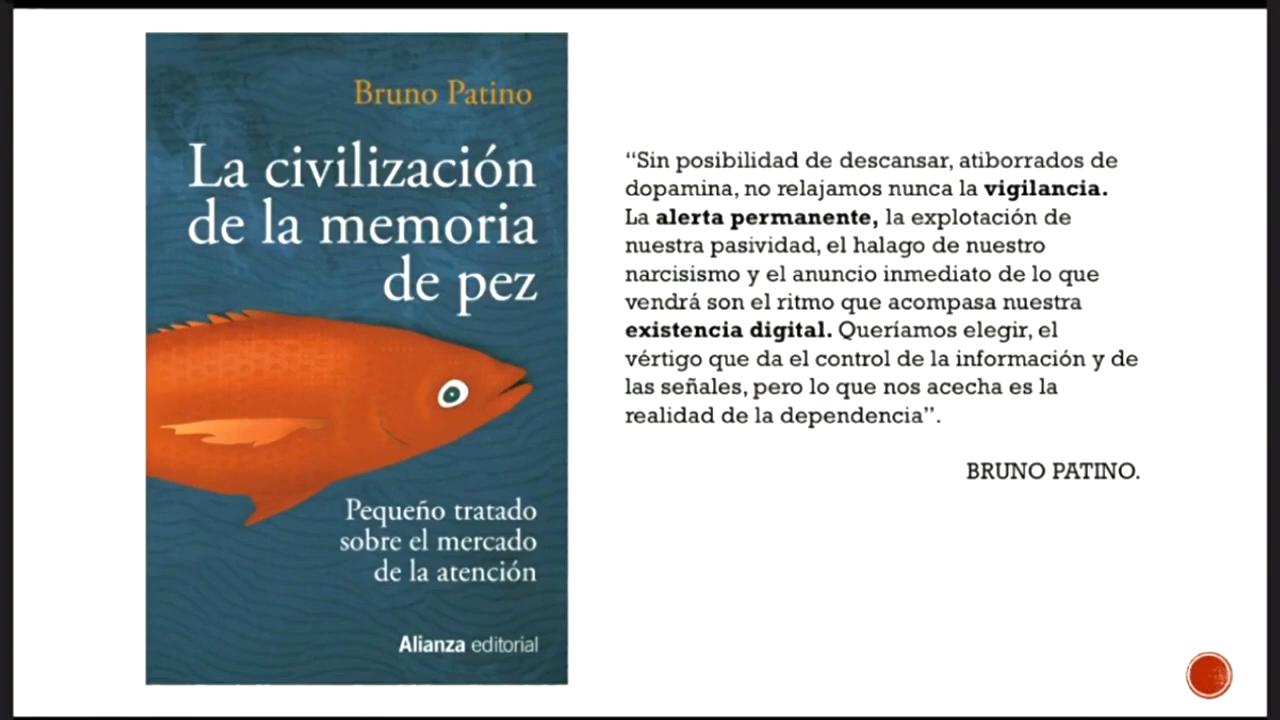 Bruno Patino
La civilización
de la memoria
de pez
Pequeño tratado
sobre el mercado
de la atención
Alianza editorial
“Sin posibilidad de descansar, atiborrados de
dopamina, no relajamos nunca la vigilancia.
La alerta permanente, la explotación de
nuestra pasividad, el halago de nuestro
narcisismo y el anuncio inmediato de lo que
vendrá son el ritmo que acompasa nuestra
existencia digital. Queríamos elegir, el
vértigo que da el control de la información y de
las señales, pero lo que nos acecha es la
realidad de la dependencia”.
BRUNO PATINO.